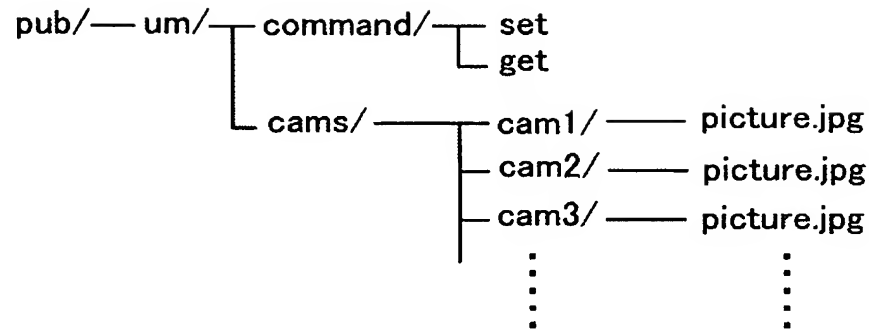 pub/ um/ command/ set
get
cams/ cam1/ picture.jpg
cam2/ picture.jpg
cam3/ picture.jpg